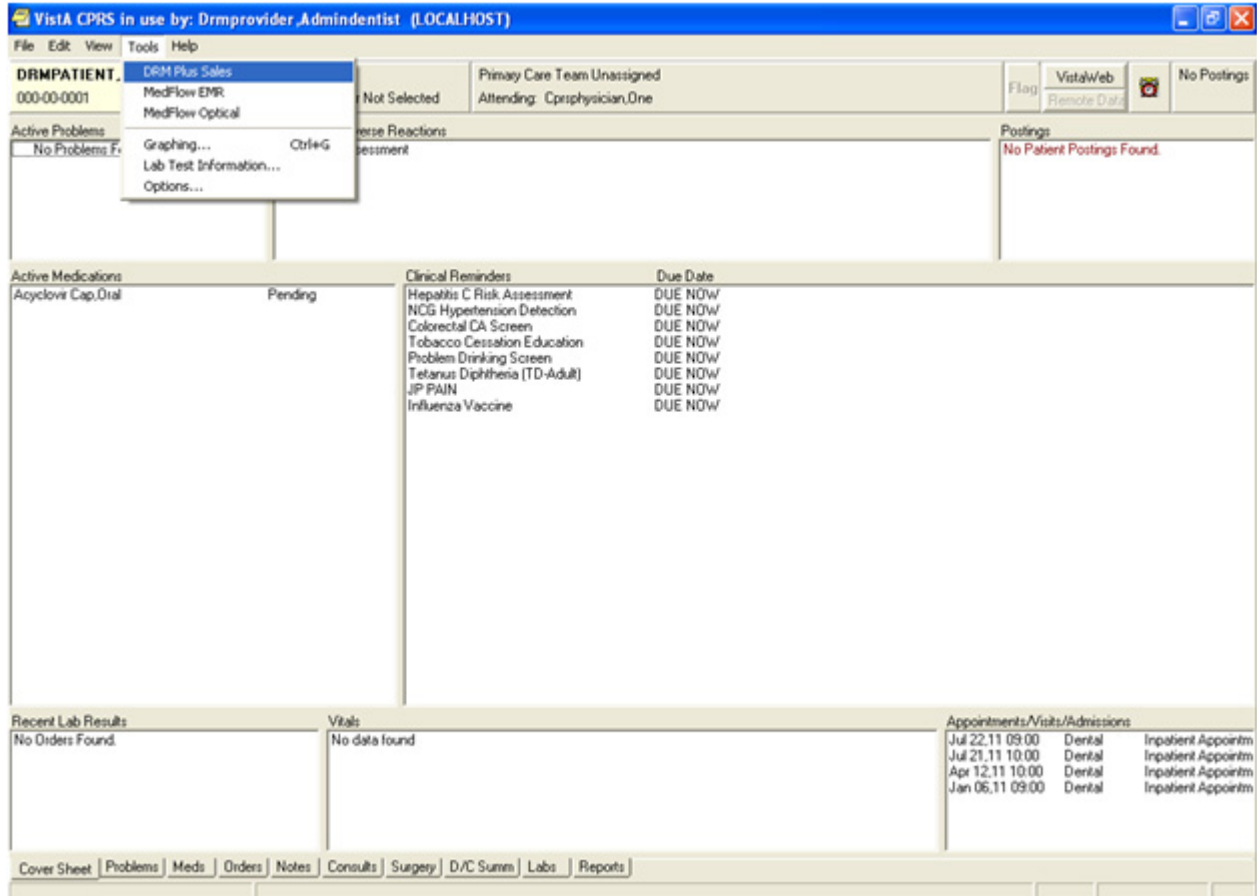 VistA CPRS in use by: Drmprovider,Admindentist (LOCALHOST)
File Edit View Tools Help
DRMPATIENT,
000-00-0001
DRM Plus Sales
MedFlow EMR
MedFlow Optical
Graphing... Ctrl+G
Lab Test Information...
Options...
Not Selected
Primary Care Team Unassigned
Attending: Cprsphysician,One
Flag
VistaWeb
Remote Data
No Postings
Active Problems
No Problems F
erse Reactions
sessment
Postings
No Patient Postings Found.
Active Medications
Acyclovir Cap,Oral Pending
Clinical Reminders Due Date
Hepatitis C Risk Assessment DUE NOW
NCG Hypertension Detection DUE NOW
Colorectal CA Screen DUE NOW
Tobacco Cessation Education DUE NOW
Problem Drinking Screen DUE NOW
Tetanus Diphtheria (TD-Adult) DUE NOW
JP PAIN DUE NOW
Influenza Vaccine DUE NOW
Recent Lab Results
No Orders Found.
Vitals
No data found
Appointments/Visits/Admissions
Jul 22,11 09:00 Dental Inpatient Appointm
Jul 21,11 10:00 Dental Inpatient Appointm
Apr 12,11 10:00 Dental Inpatient Appointm
Jan 06,11 09:00 Dental Inpatient Appointm
Cover Sheet Problems Meds Orders Notes Consults Surgery D/C Summ Labs Reports